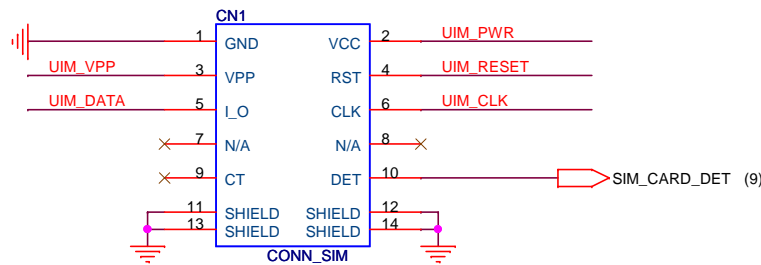 CN1
1 GND VCC 2 UIM_PWR
UIM_VPP 3 VPP RST 4 UIM_RESET
UIM_DATA 5 I_O CLK 6 UIM_CLK
7 N/A N/A 8
9 CT DET 10 SIM_CARD_DET (9)
11 SHIELD SHIELD 12
13 SHIELD SHIELD 14
CONN_SIM